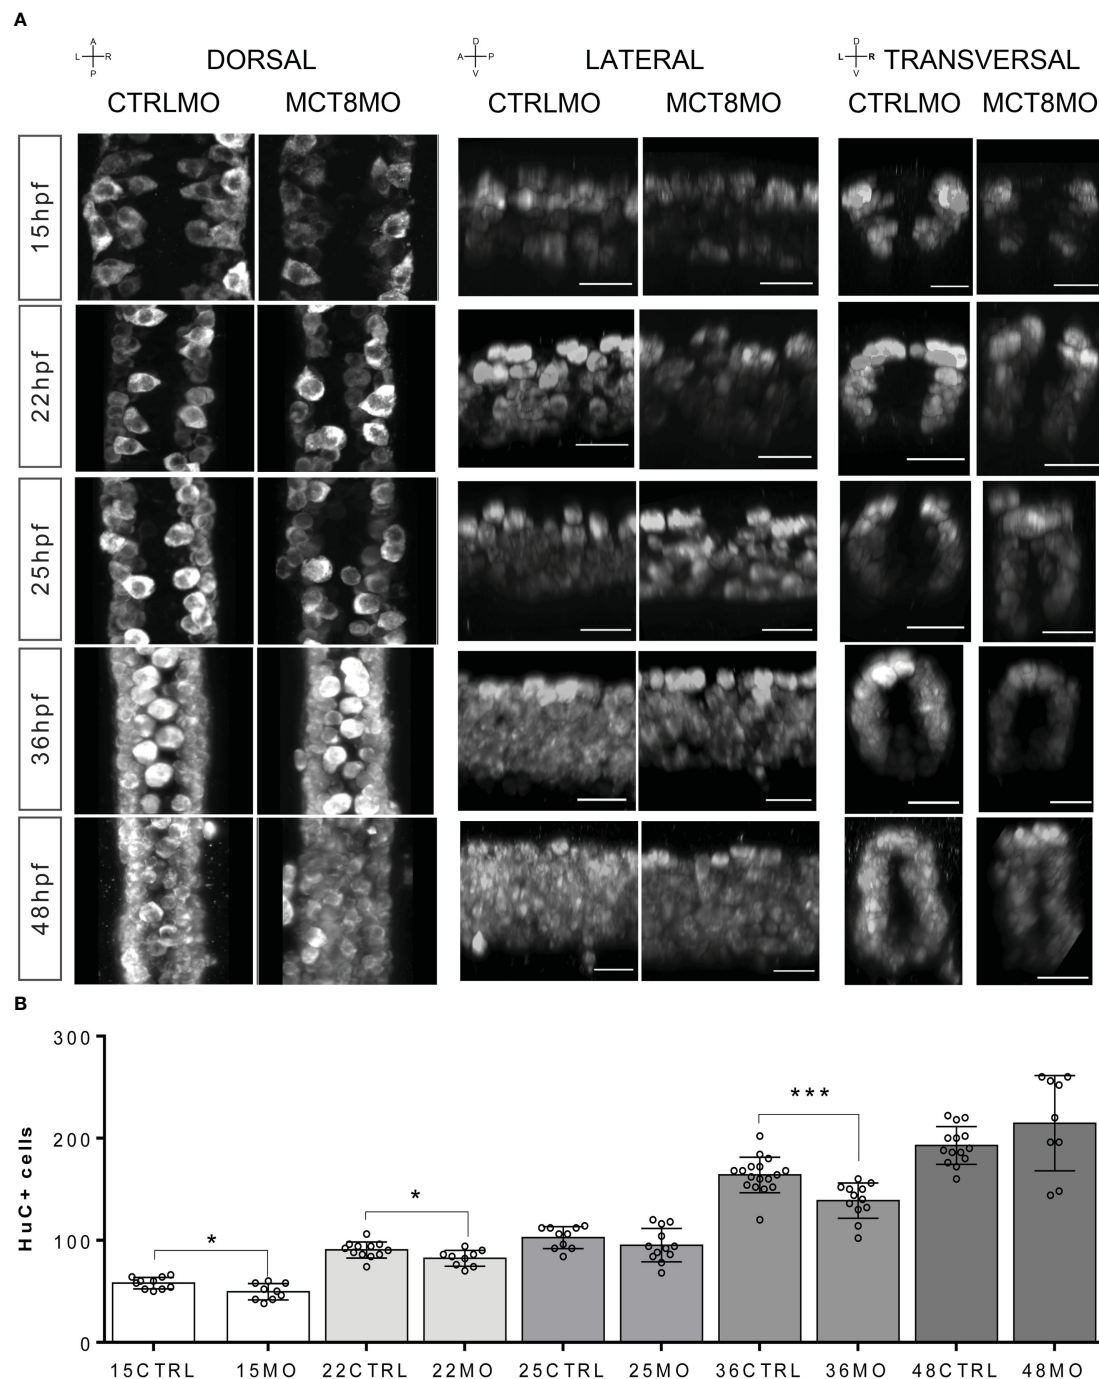 A
A
L R
P
D
A P
V
D
L R
V
DORSAL LATERAL TRANSVERSAL
CTRLMO MCT8MO CTRLMO MCT8MO CTRLMO MCT8MO
15hpf
22hpf
25hpf
36hpf
48hpf
B
HuC+ cells
300
200
100
0
*
*
***
15CTRL 15MO 22CTRL 22MO 25CTRL 25MO 36CTRL 36MO 48CTRL 48MO